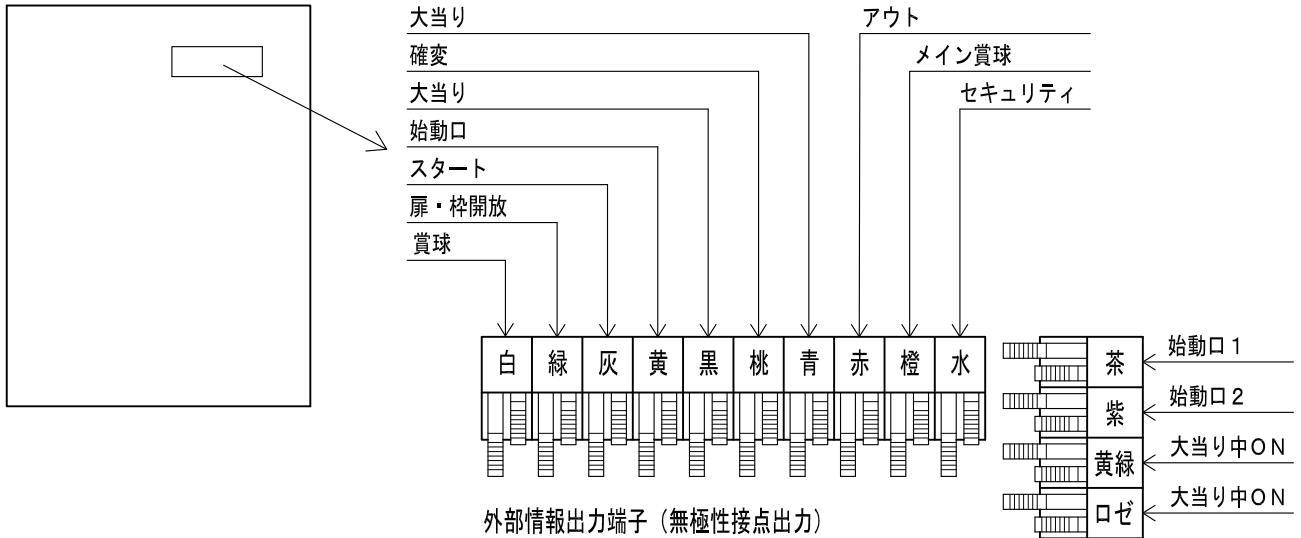 大当り
確変
大当り
始動口
スタート
扉・枠開放
賞球
アウト
メイン賞球
セキュリティ
白 緑 灰 黄 黒 桃 青 赤 橙 水
外部情報出力端子（無極性接点出力）
茶 始動口１
紫 始動口２
黄緑 大当り中ＯＮ
ロゼ 大当り中ＯＮ